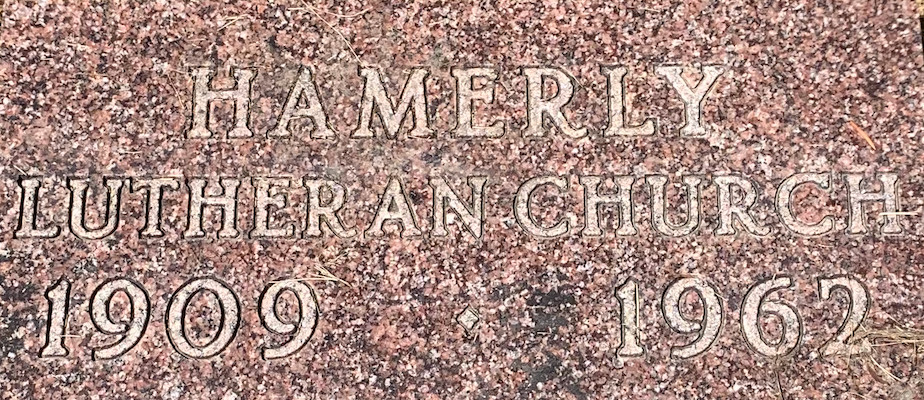 HAMERLY
LUTHERAN CHURCH
1909 ⋄ 1962